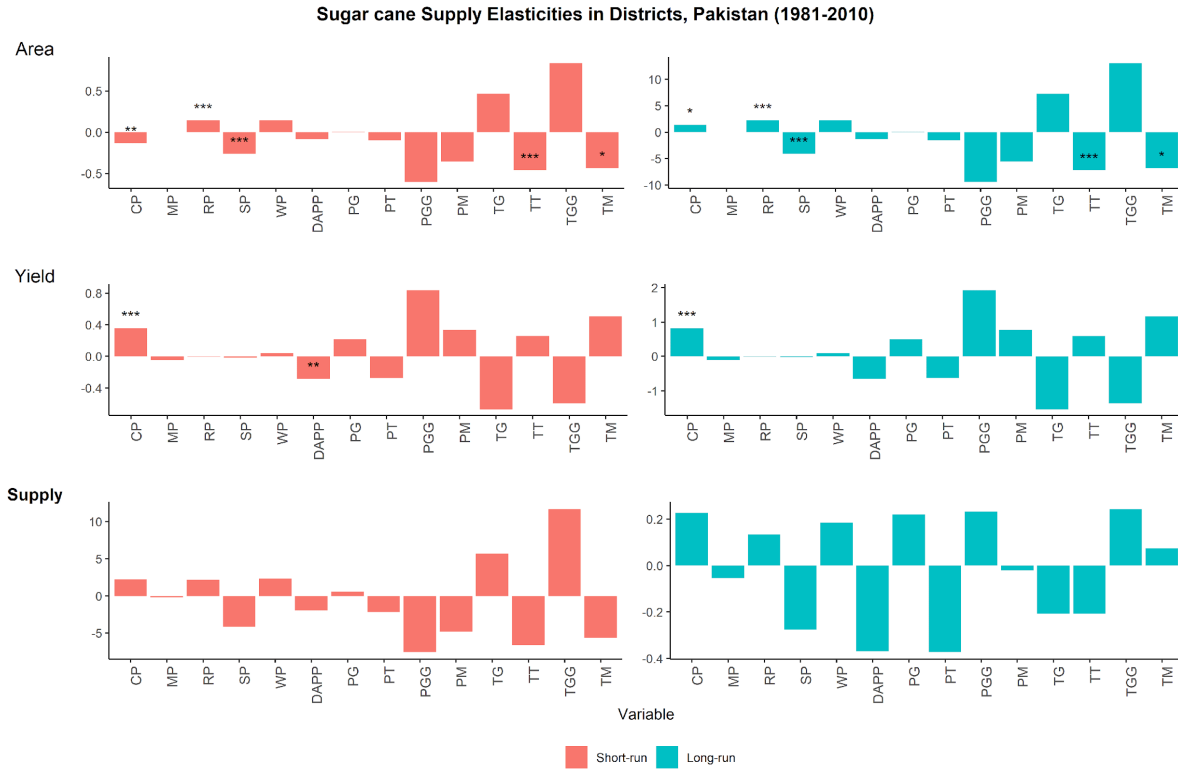 Sugar cane Supply Elasticities in Districts, Pakistan (1981-2010)
Area
0.5
0.0
-0.5
** *** *** *** *
CP MP RP SP WP DAPP PG PT PGG PM TG TT TGG TM
10
5
0
-5
-10
* *** *** *** *
CP MP RP SP WP DAPP PG PT PGG PM TG TT TGG TM
Yield
0.8
0.4
0.0
-0.4
*** **
CP MP RP SP WP DAPP PG PT PGG PM TG TT TGG TM
2
1
0
-1
***
CP MP RP SP WP DAPP PG PT PGG PM TG TT TGG TM
Supply
10
5
0
-5
CP MP RP SP WP DAPP PG PT PGG PM TG TT TGG TM
0.2
0.0
-0.2
-0.4
CP MP RP SP WP DAPP PG PT PGG PM TG TT TGG TM
Variable
Short-run Long-run